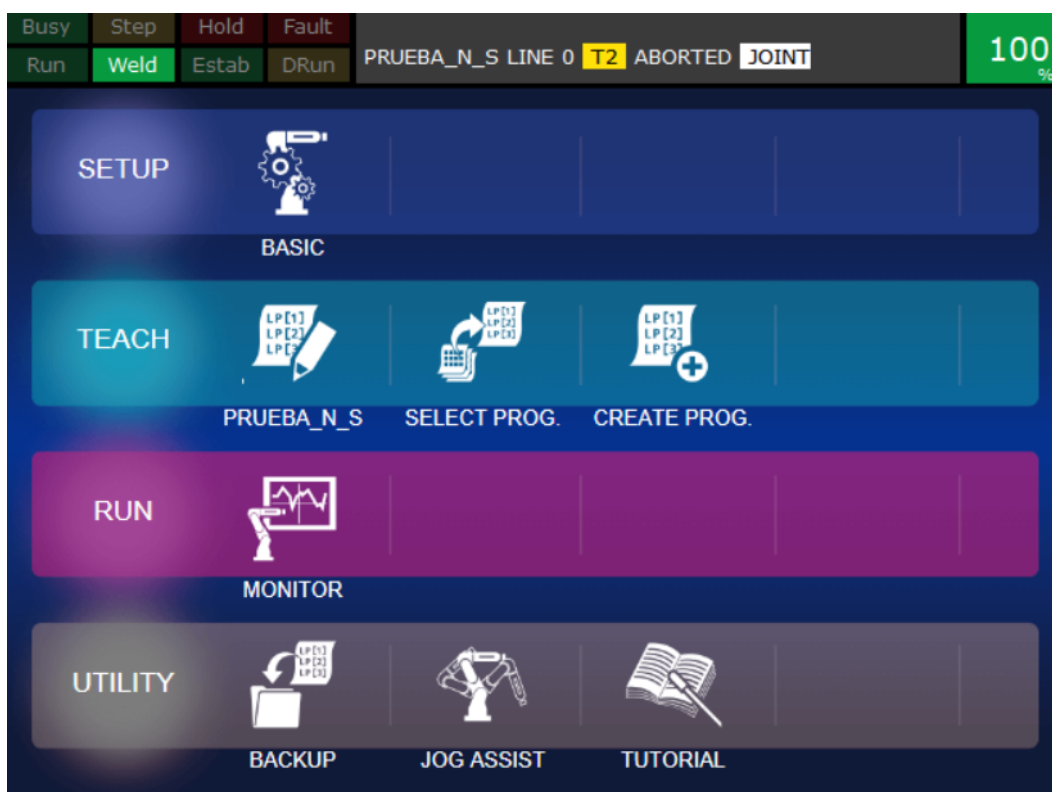 Busy Step Hold Fault
Run Weld Estab DRun
PRUEBA_N_S LINE 0 T2 ABORTED JOINT
100
%
SETUP
BASIC
TEACH
LP[1]
LP[2]
LP[3
LP[1]
LP[2]
LP[3]
LP[1]
LP[2]
LP[3]
PRUEBA_N_S SELECT PROG. CREATE PROG.
RUN
MONITOR
UTILITY
LP[1]
LP[2]
LP[3]
BACKUP JOG ASSIST TUTORIAL